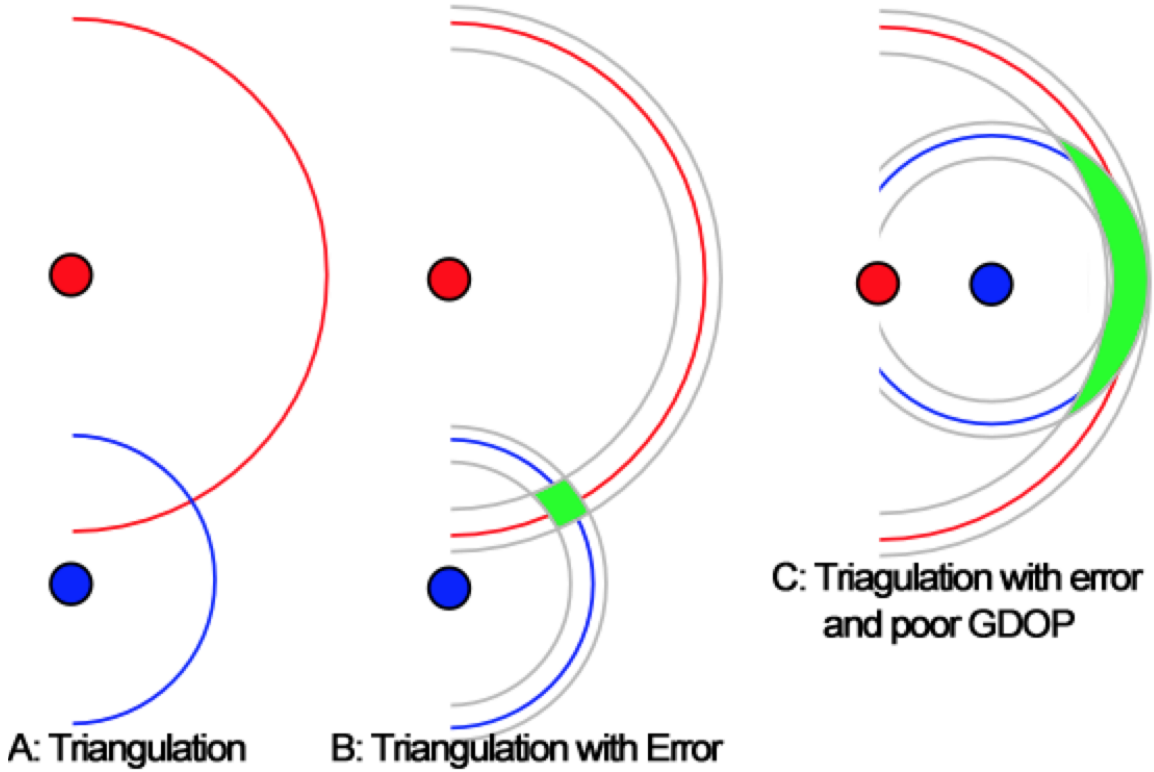 A: Triangulation
B: Triangulation with Error
C: Triagulation with error
and poor GDOP